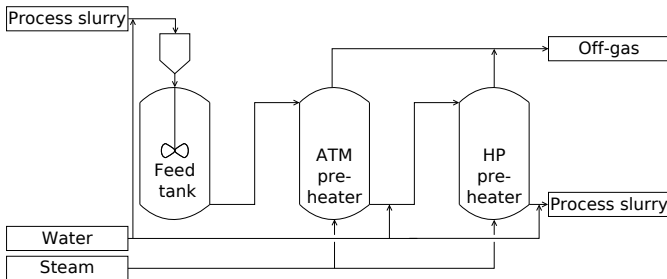 Process slurry
Off-gas
Feed
tank
ATM
pre-
heater
HP
pre-
heater
Process slurry
Water
Steam